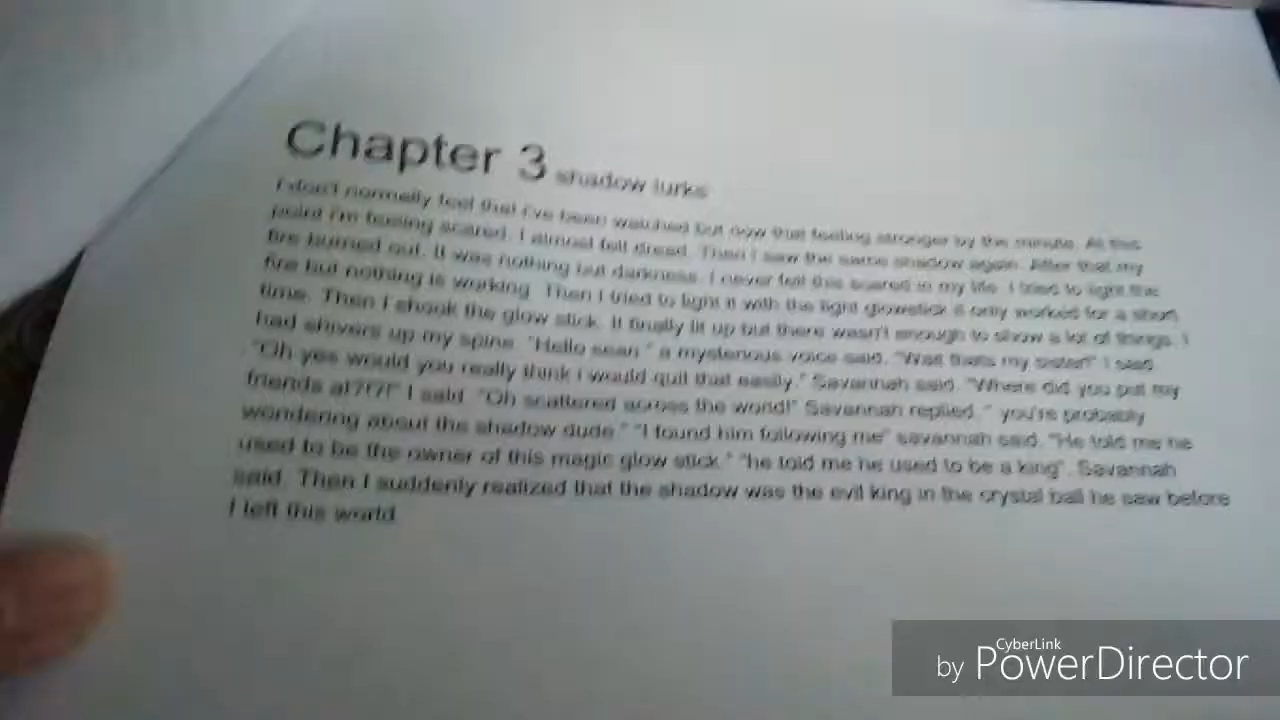 Chapter 3 shadow lurks
I don't normally feel that i've been watched but now that feeling stronger by the minute. At this
point i'm feeling scared. I almost felt dread. Then I saw the same shadow again. After that my
fire burned out. It was nothing but darkness. I never felt this scared in my life. I tried to light the
fire but nothing is working. Then I tried to light it with the light glowstick it only worked for a short
time. Then I shook the glow stick. It finally lit up but there wasn't enough to show a lot of things. I
had shivers up my spine. "Hello sean " a mysterious voice said. "Wait thats my sister!" I said.
"Oh yes would you really think i would quit that easily." Savannah said. "Where did you put my
friends at?!?!" I said. "Oh scattered across the world!" Savannah replied. " you're probably
wondering about the shadow dude." "I found him following me" savannah said. "He told me he
used to be the owner of this magic glow stick." "he told me he used to be a king". Savannah
said. Then I suddenly realized that the shadow was the evil king in the crystal ball he saw before
I left this world.
by CyberLink PowerDirector